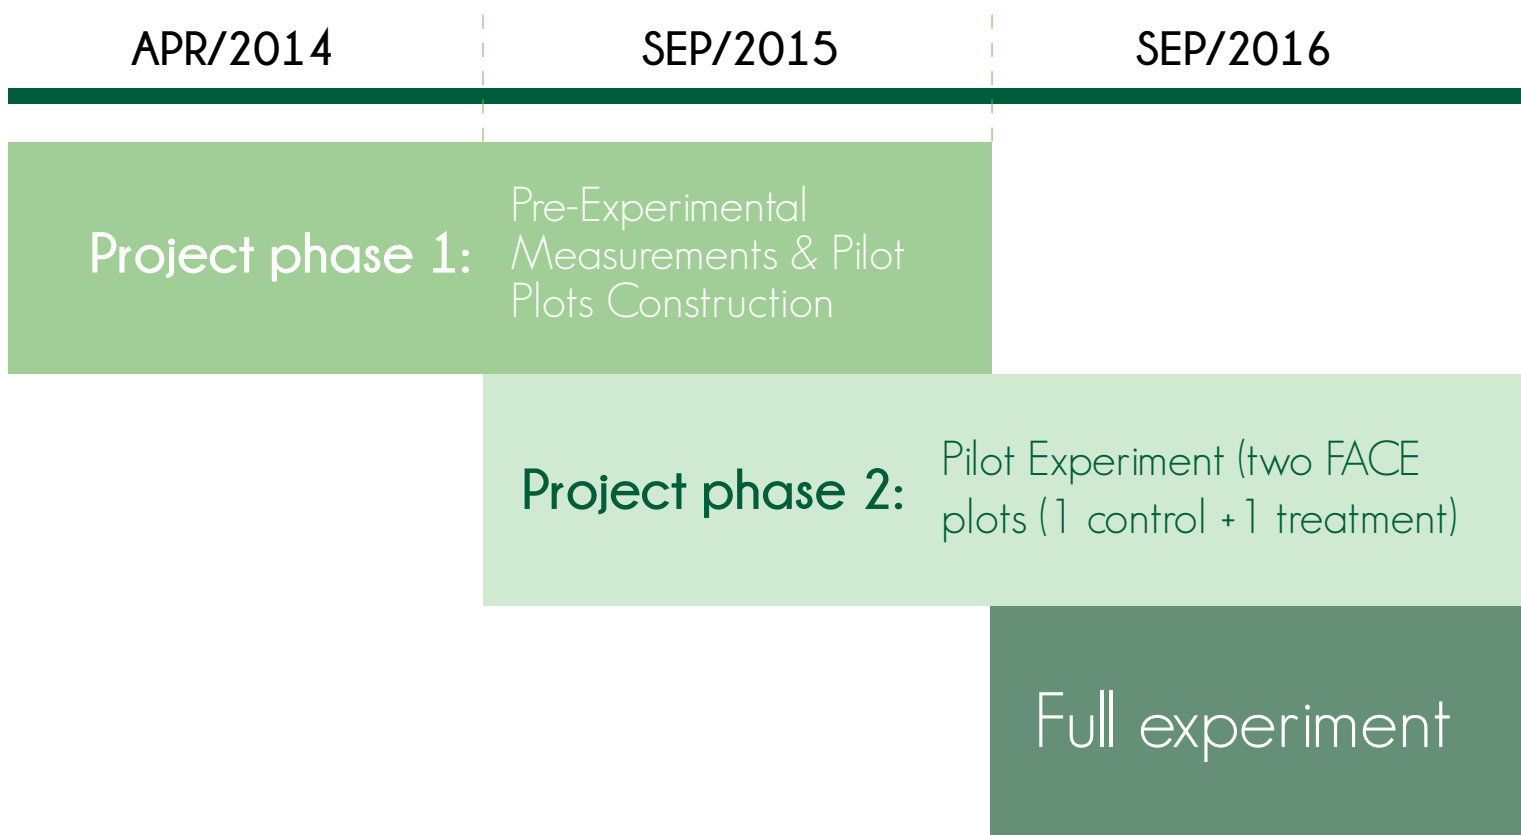 APR/2014 SEP/2015 SEP/2016
Project phase 1:
Pre-Experimental
Measurements & Pilot
Plots Construction
Project phase 2:
Pilot Experiment (two FACE
plots (1 control +1 treatment)
Full experiment